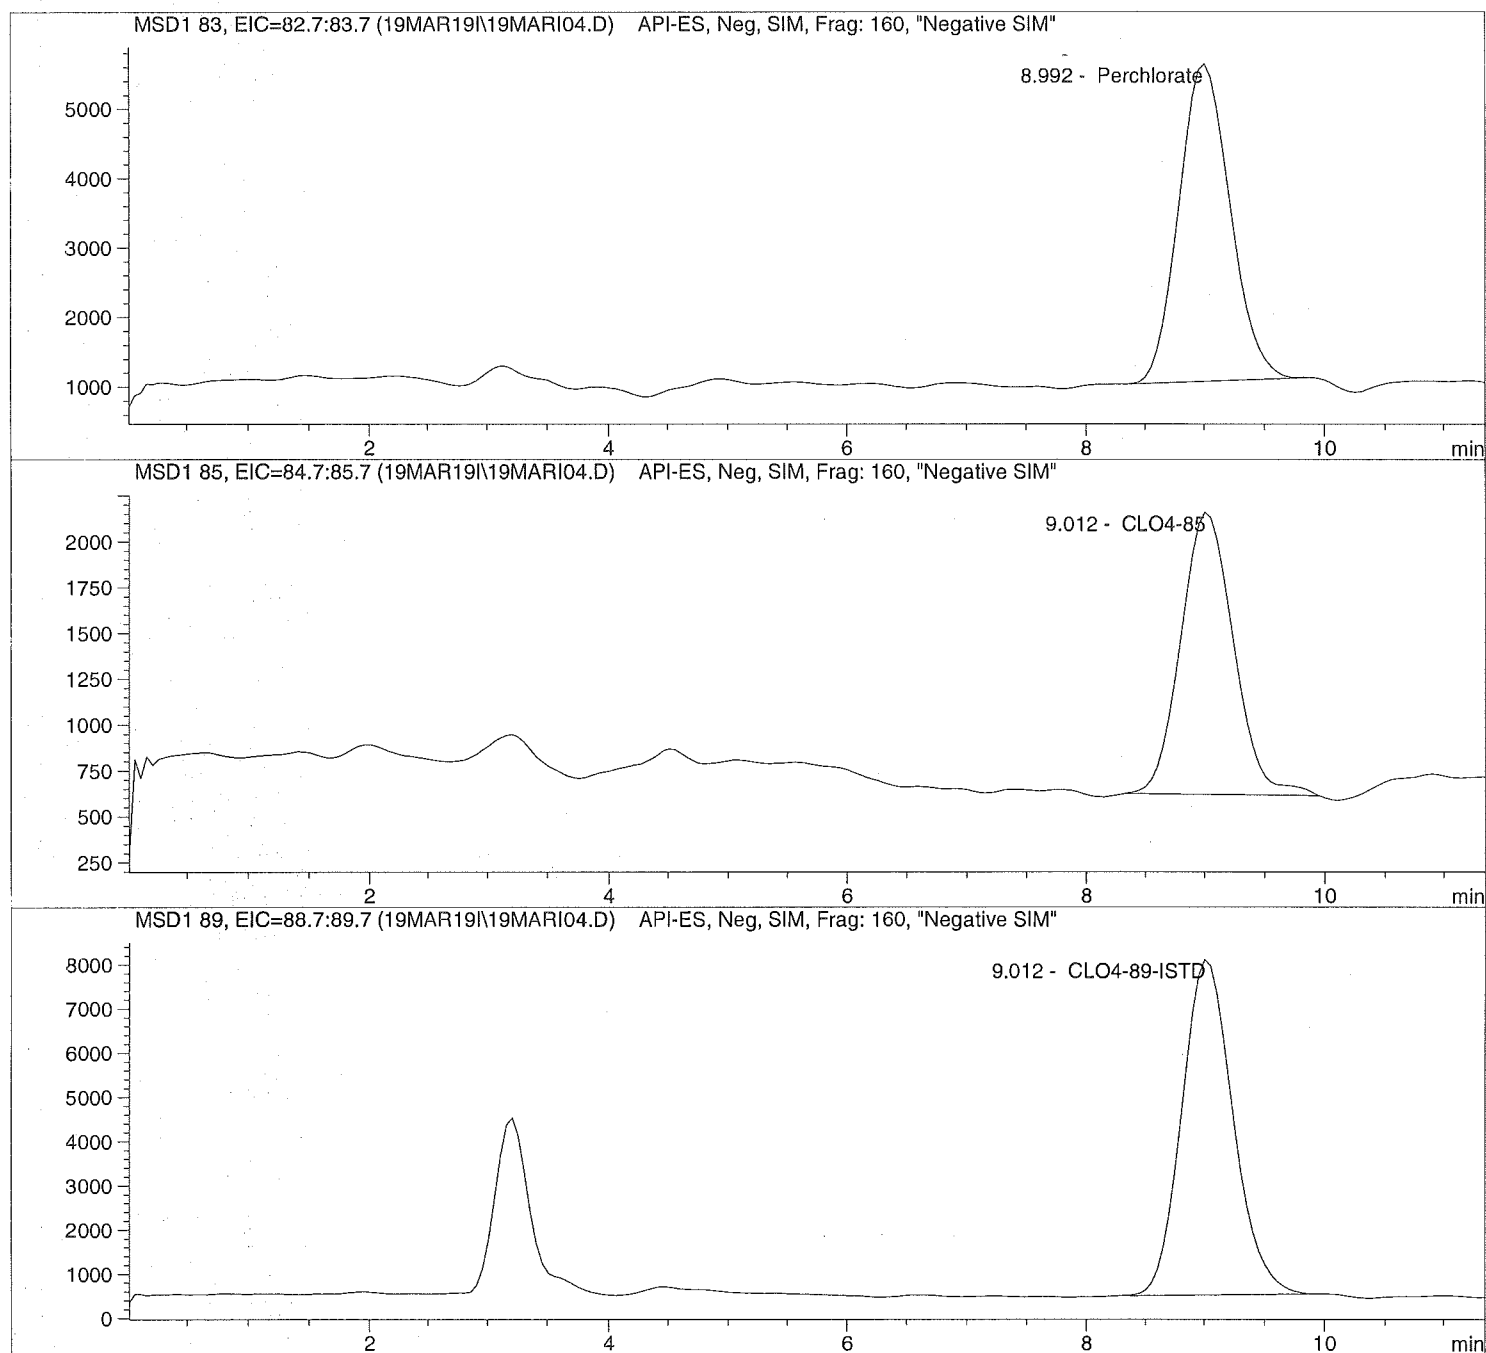 MSD1 83, EIC=82.7:83.7 (19MAR19I\19MARI04.D) API-ES, Neg, SIM, Frag: 160, "Negative SIM"
8.992 - Perchlorate
5000
4000
3000
2000
1000
2 4 6 8 10 min
MSD1 85, EIC=84.7:85.7 (19MAR19I\19MARI04.D) API-ES, Neg, SIM, Frag: 160, "Negative SIM"
9.012 - CLO4-85
2000
1750
1500
1250
1000
750
500
250
2 4 6 8 10 min
MSD1 89, EIC=88.7:89.7 (19MAR19I\19MARI04.D) API-ES, Neg, SIM, Frag: 160, "Negative SIM"
9.012 - CLO4-89-ISTD
8000
7000
6000
5000
4000
3000
2000
1000
0
2 4 6 8 10 min